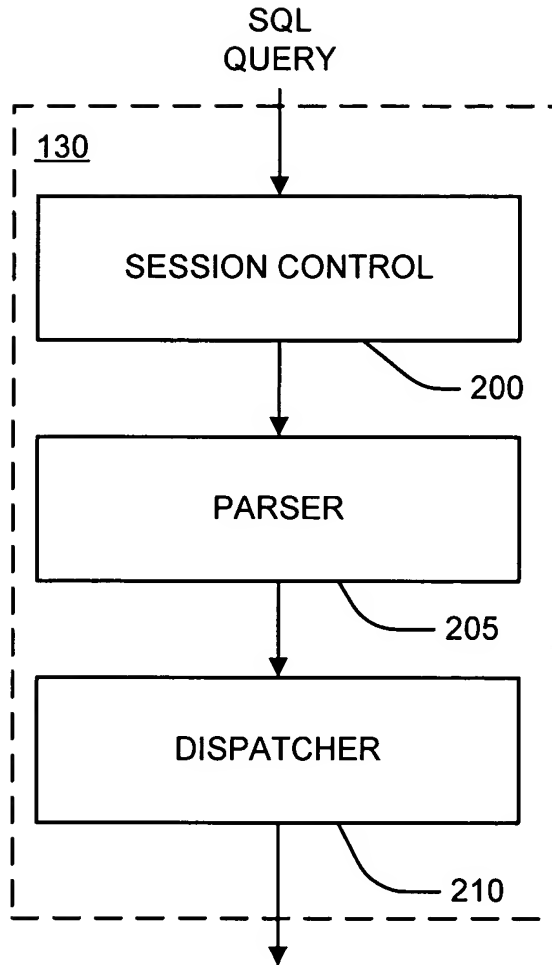 SQL
QUERY
130
SESSION CONTROL
200
PARSER
205
DISPATCHER
210